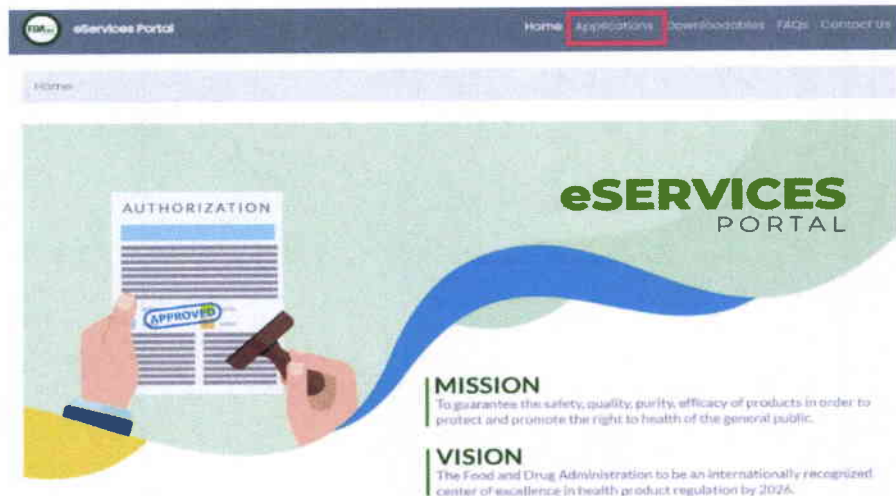 eServices Portal
Home Applications Downloadables FAQs Contact Us
Home
AUTHORIZATION
APPROVED
eSERVICES
PORTAL
MISSION
To guarantee the safety, quality, purity, efficacy of products in order to
protect and promote the right to health of the general public.
VISION
The Food and Drug Administration to be an internationally recognized
center of excellence in health product regulation by 2026.